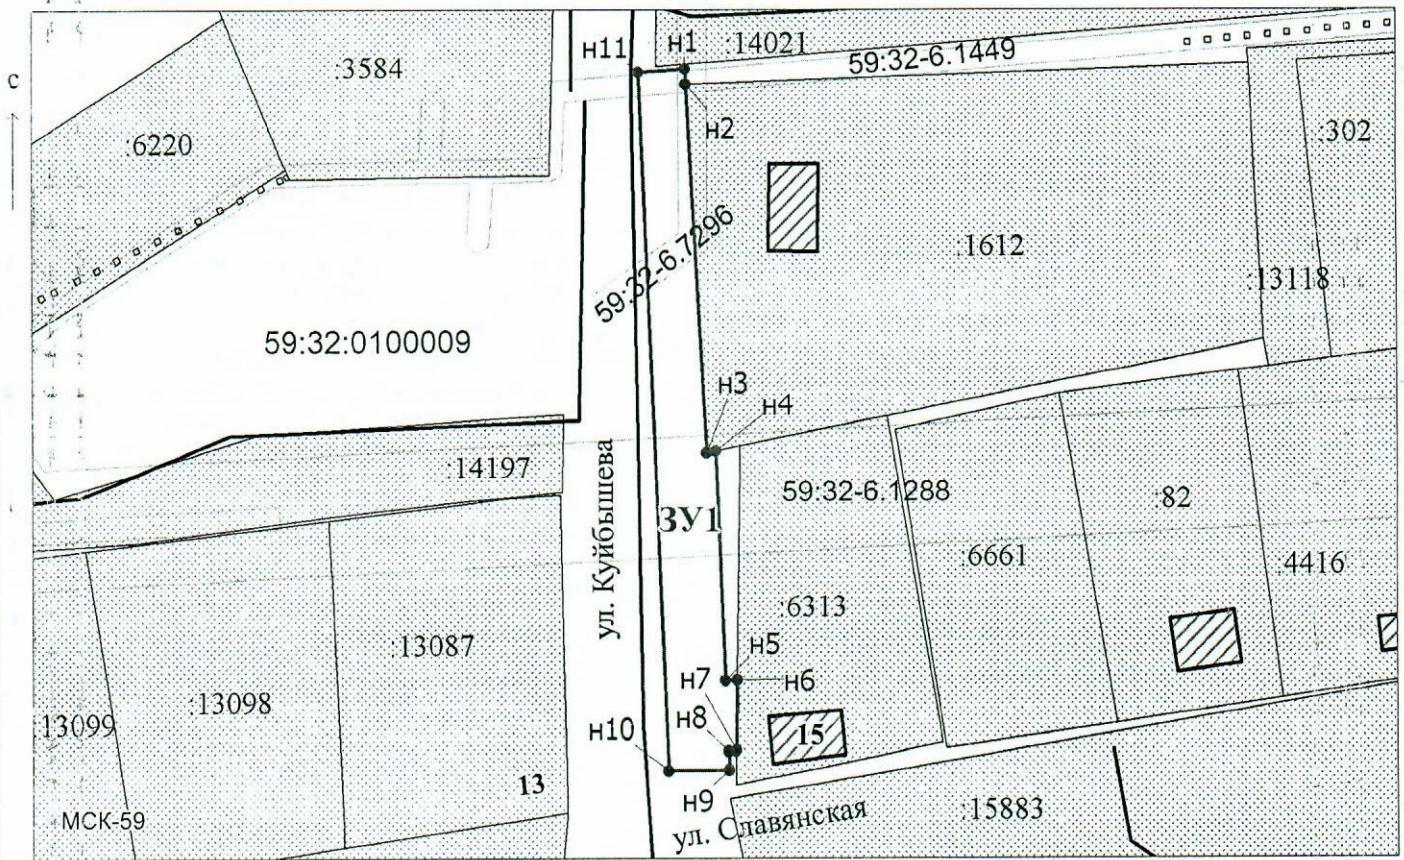 н11
н1
:14021
:3584
59:32-6.1449
с
н2
:302
:6220
59:32-6.7296
:1612
:13118
59:32:0100009
н3
н4
:14197
59:32-6.1288
:82
ЗУ1
ул. Куйбышева
:6661
:4416
:6313
:13087
н5
н7
н6
:13098
:13099
н8
н10
15
13
н9
МСК-59
ул. Славянская
:15883